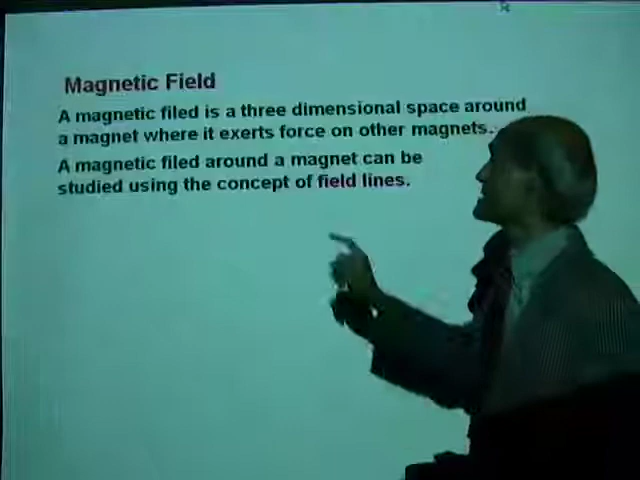 Magnetic Field
A magnetic filed is a three dimensional space around
a magnet where it exerts force on other magnets.
A magnetic filed around a magnet can be
studied using the concept of field lines.